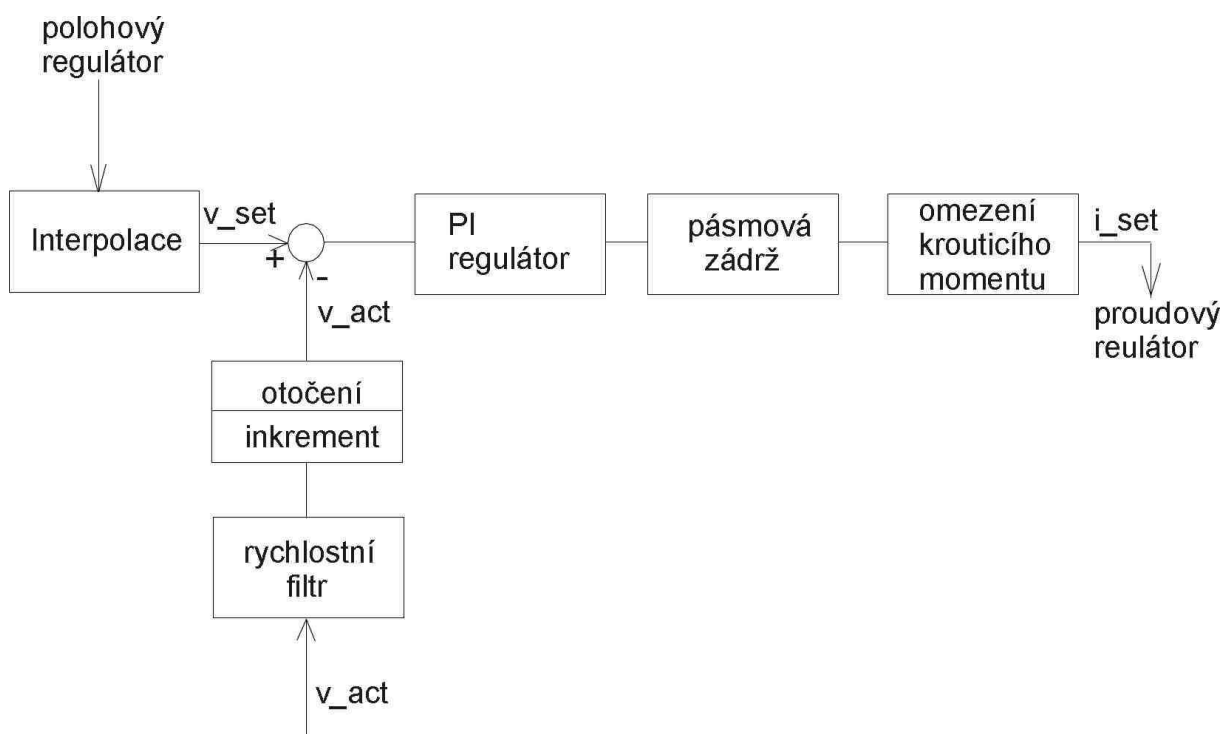 polohový
regulátor
Interpolace
v_set
+
-
v_act
PI
regulátor
pásmová
zádrž
omezení
krouticího
momentu
i_set
proudový
reulátor
otočení
inkrement
rychlostní
filtr
v_act